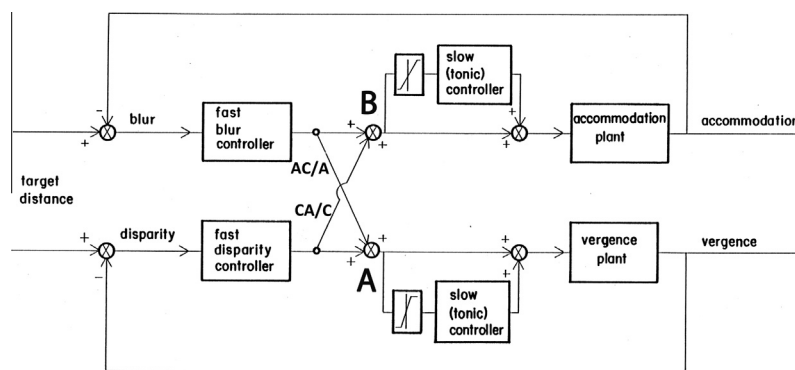 slow
(tonic)
controller
B
blur
fast
blur
controller
accommodation
plant
accommodation
AC/A
target
distance
CA/C
disparity
fast
disparity
controller
vergence
plant
vergence
A
slow
(tonic)
controller